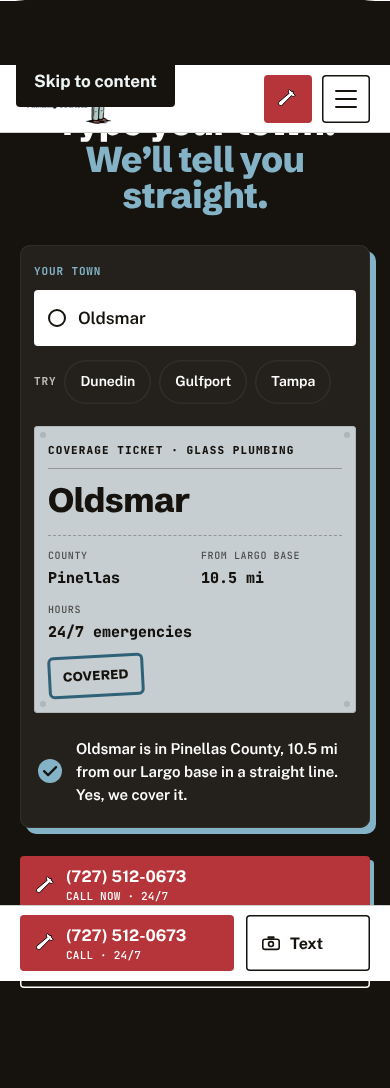 Skip to content
Type your town.
We’ll tell you
straight.
YOUR TOWN
Oldsmar
TRY
Dunedin
Gulfport
Tampa
COVERAGE TICKET · GLASS PLUMBING
Oldsmar
COUNTY
FROM LARGO BASE
Pinellas
10.5 mi
HOURS
24/7 emergencies
COVERED
Oldsmar is in Pinellas County, 10.5 mi
from our Largo base in a straight line.
Yes, we cover it.
(727) 512-0673
CALL NOW · 24/7
(727) 512-0673
CALL · 24/7
Text